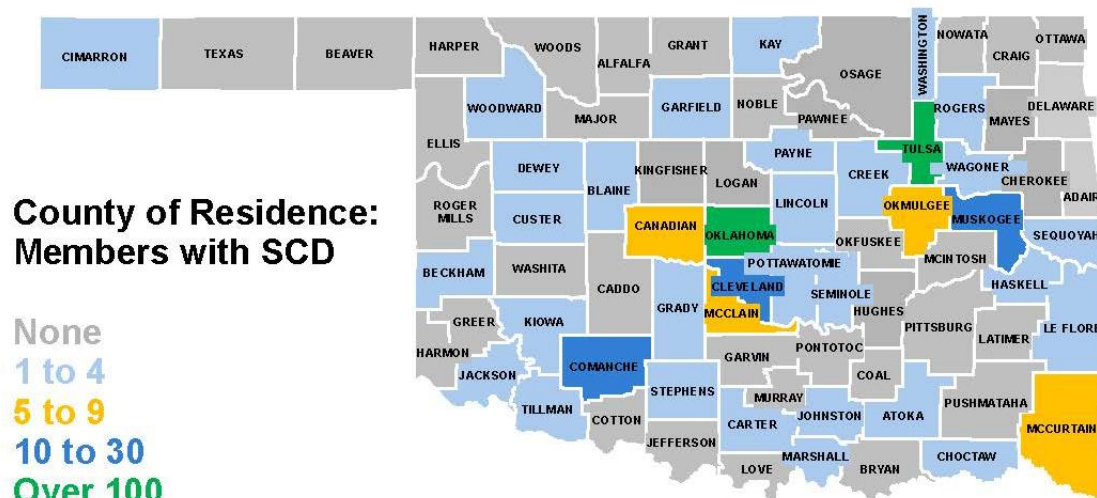 CIMARRON
TEXAS
BEAVER
HARPER
WOODS
ALFALFA
GRANT
KAY
OSAGE
WASHINGTON
NOWATA
CRAIG
OTTAWA
WOODWARD
MAJOR
GARFIELD
NOBLE
PAWNEE
TULSA
ROGERS
MAYES
DELAWARE
ELLIS
DEWEY
BLAINE
KINGFISHER
LOGAN
PAYNE
CREEK
WAGONER
CHEROKEE
ADAIR
ROGER
MILLS
CUSTER
CANADIAN
OKLAHOMA
LINCOLN
OKFUSKEE
OKMULGEE
MUSKOGEE
SEQUOYAH
County of Residence:
Members with SCD
BECKHAM
WASHITA
CADDO
GRADY
CLEVELAND
POTTAWATOMIE
SEMINOLE
MCINTOSH
HASKELL
GREER
KIOWA
MCCLAIN
HUGHES
PITTSBURG
LATIMER
LE FLORE
HARMON
JACKSON
COMANCHE
GARVIN
PONTOTOC
COAL
TILLMAN
COTTON
STEPHENS
MURRAY
JOHNSTON
ATOKA
PUSHMATAHA
MCCURTAIN
JEFFERSON
CARTER
LOVE
MARSHALL
BRYAN
CHOCTAW
None
1 to 4
5 to 9
10 to 30
Over 100